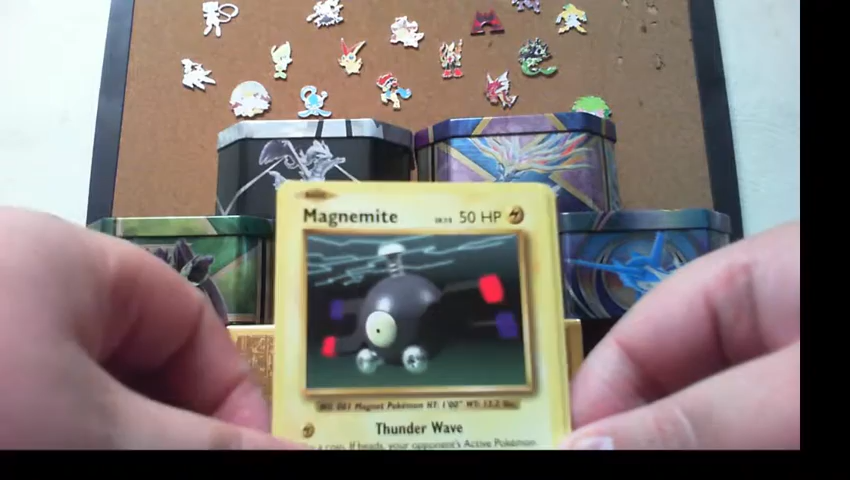 Magnemite 50 HP
NO. 081 Magnet Pokémon HT: 1'00" WT: 13.2 lbs.
Thunder Wave
a coin. If heads, your opponent's Active Pokémon